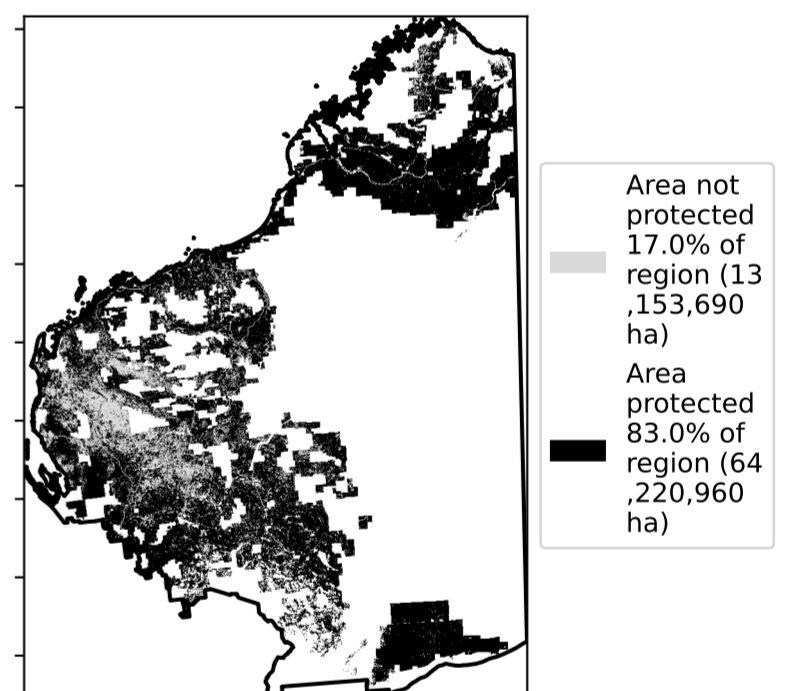 Area not
protected
17.0% of
region (13
,153,690
ha)
Area
protected
83.0% of
region (64
,220,960
ha)